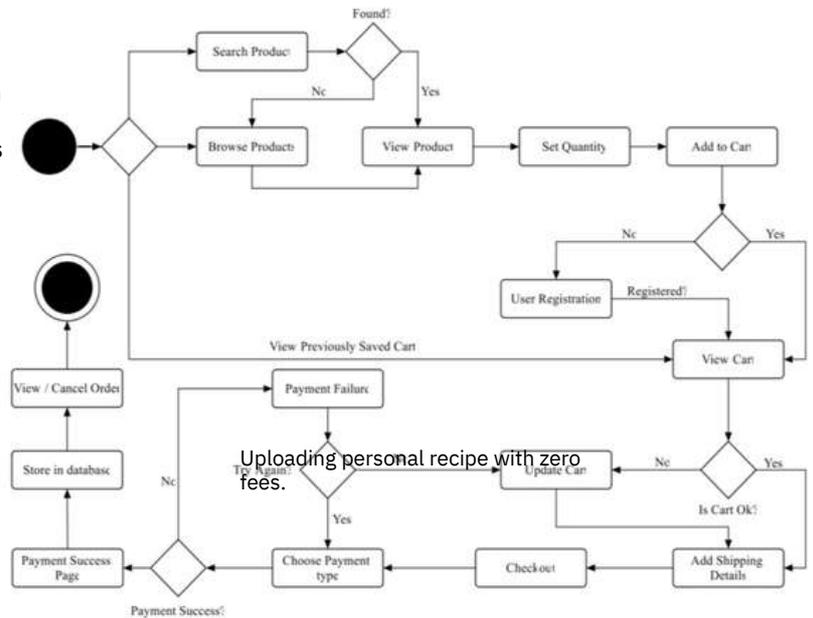 Found?
Search Product
No
Yes
Browse Products
View Product
Set Quantity
Add to Cart
No
Yes
User Registration
Registered?
View Previously Saved Cart
View Cart
View / Cancel Order
Payment Failure
Uploading personal recipe with zero
fees.
Try Again?
Update Cart
No
Yes
Store in database
No
Is Cart Ok?
Yes
Payment Success
Page
Choose Payment
type
Checkout
Add Shipping
Details
Payment Success?